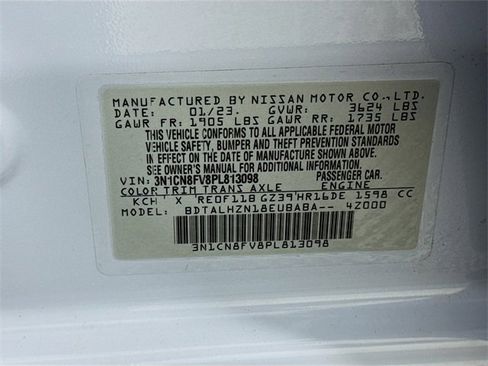 MANUFACTURED BY NISSAN MOTOR CO., LTD.
DATE: 01/23. GVWR: 3624 LBS
GAWR FR: 1905 LBS GAWR RR: 1735 LBS
THIS VEHICLE CONFORMS TO ALL APPLICABLE FEDERAL MOTOR
VEHICLE SAFETY, BUMPER, AND THEFT PREVENTION STANDARDS
IN EFFECT ON THE DATE OF MANUFACTURE SHOWN ABOVE.
SEE OWNER'S MANUAL FOR ADDITIONAL LOADING INFORMATION.
VIN: 3N1CN8FV8PL813098 PASSENGER CAR.
COLOR TRIM TRANS AXLE ENGINE
KCH X RE0F11B GZ39 HR16DE 1598 CC
BDTALHZN18EUBABA-- 4Z000
3N1CN8FV8PL813098